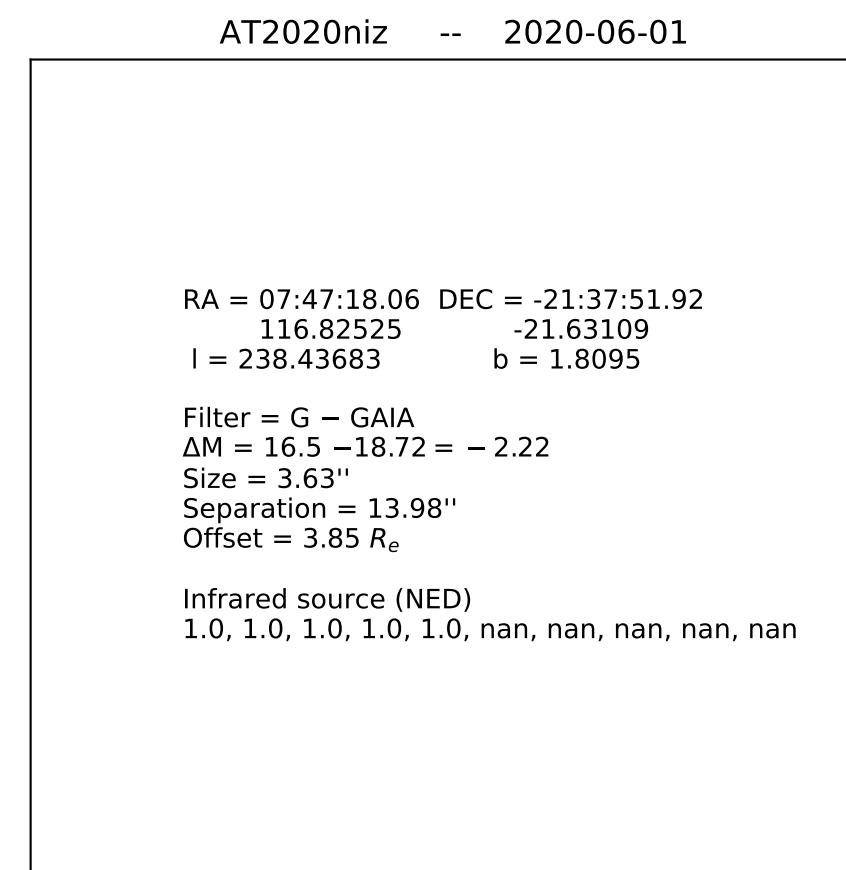 AT2020niz -- 2020-06-01
RA = 07:47:18.06 DEC = -21:37:51.92
116.82525 -21.63109
l = 238.43683 b = 1.8095
Filter = G − GAIA
ΔM = 16.5 −18.72 = − 2.22
Size = 3.63''
Separation = 13.98''
Offset = 3.85 Rₑ
Infrared source (NED)
1.0, 1.0, 1.0, 1.0, 1.0, nan, nan, nan, nan, nan